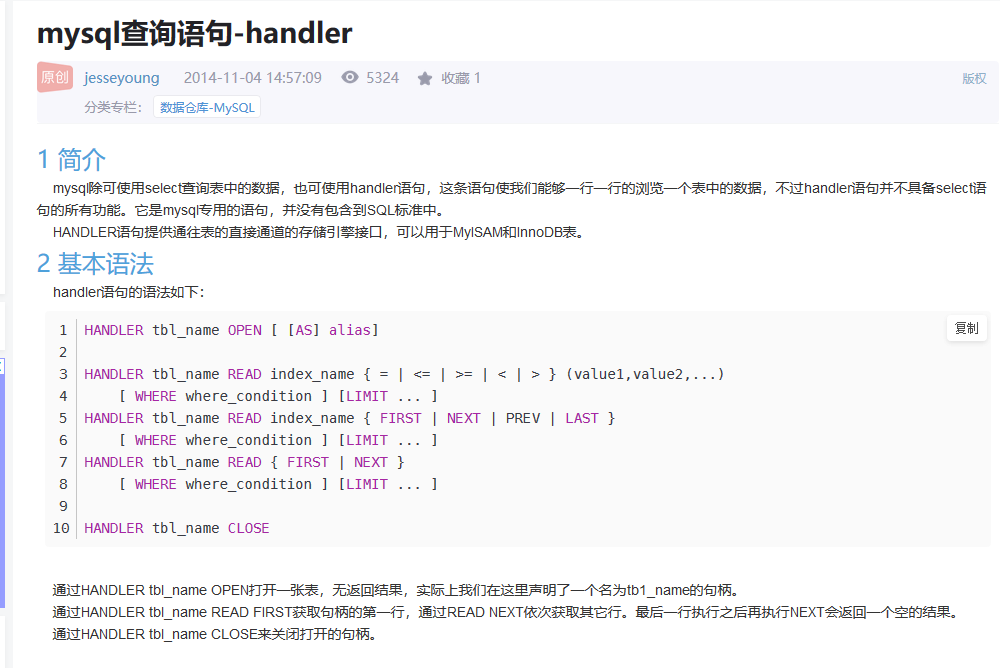 mysql查询语句-handler
原创 jesseyoung 2014-11-04 14:57:09 5324 收藏 1 版权
分类专栏： 数据仓库-MySQL
1 简介
mysql除可使用select查询表中的数据，也可使用handler语句，这条语句使我们能够一行一行的浏览一个表中的数据，不过handler语句并不具备select语
句的所有功能。它是mysql专用的语句，并没有包含到SQL标准中。
HANDLER语句提供通往表的直接通道的存储引擎接口，可以用于MyISAM和InnoDB表。
2 基本语法
handler语句的语法如下：
复制
1 HANDLER tbl_name OPEN [ [AS] alias]
2
3 HANDLER tbl_name READ index_name { = | <= | >= | < | > } (value1,value2,...)
4 [ WHERE where_condition ] [LIMIT ... ]
5 HANDLER tbl_name READ index_name { FIRST | NEXT | PREV | LAST }
6 [ WHERE where_condition ] [LIMIT ... ]
7 HANDLER tbl_name READ { FIRST | NEXT }
8 [ WHERE where_condition ] [LIMIT ... ]
9
10 HANDLER tbl_name CLOSE
通过HANDLER tbl_name OPEN打开一张表，无返回结果，实际上我们在这里声明了一个名为tb1_name的句柄。
通过HANDLER tbl_name READ FIRST获取句柄的第一行，通过READ NEXT依次获取其它行。最后一行执行之后再执行NEXT会返回一个空的结果。
通过HANDLER tbl_name CLOSE来关闭打开的句柄。